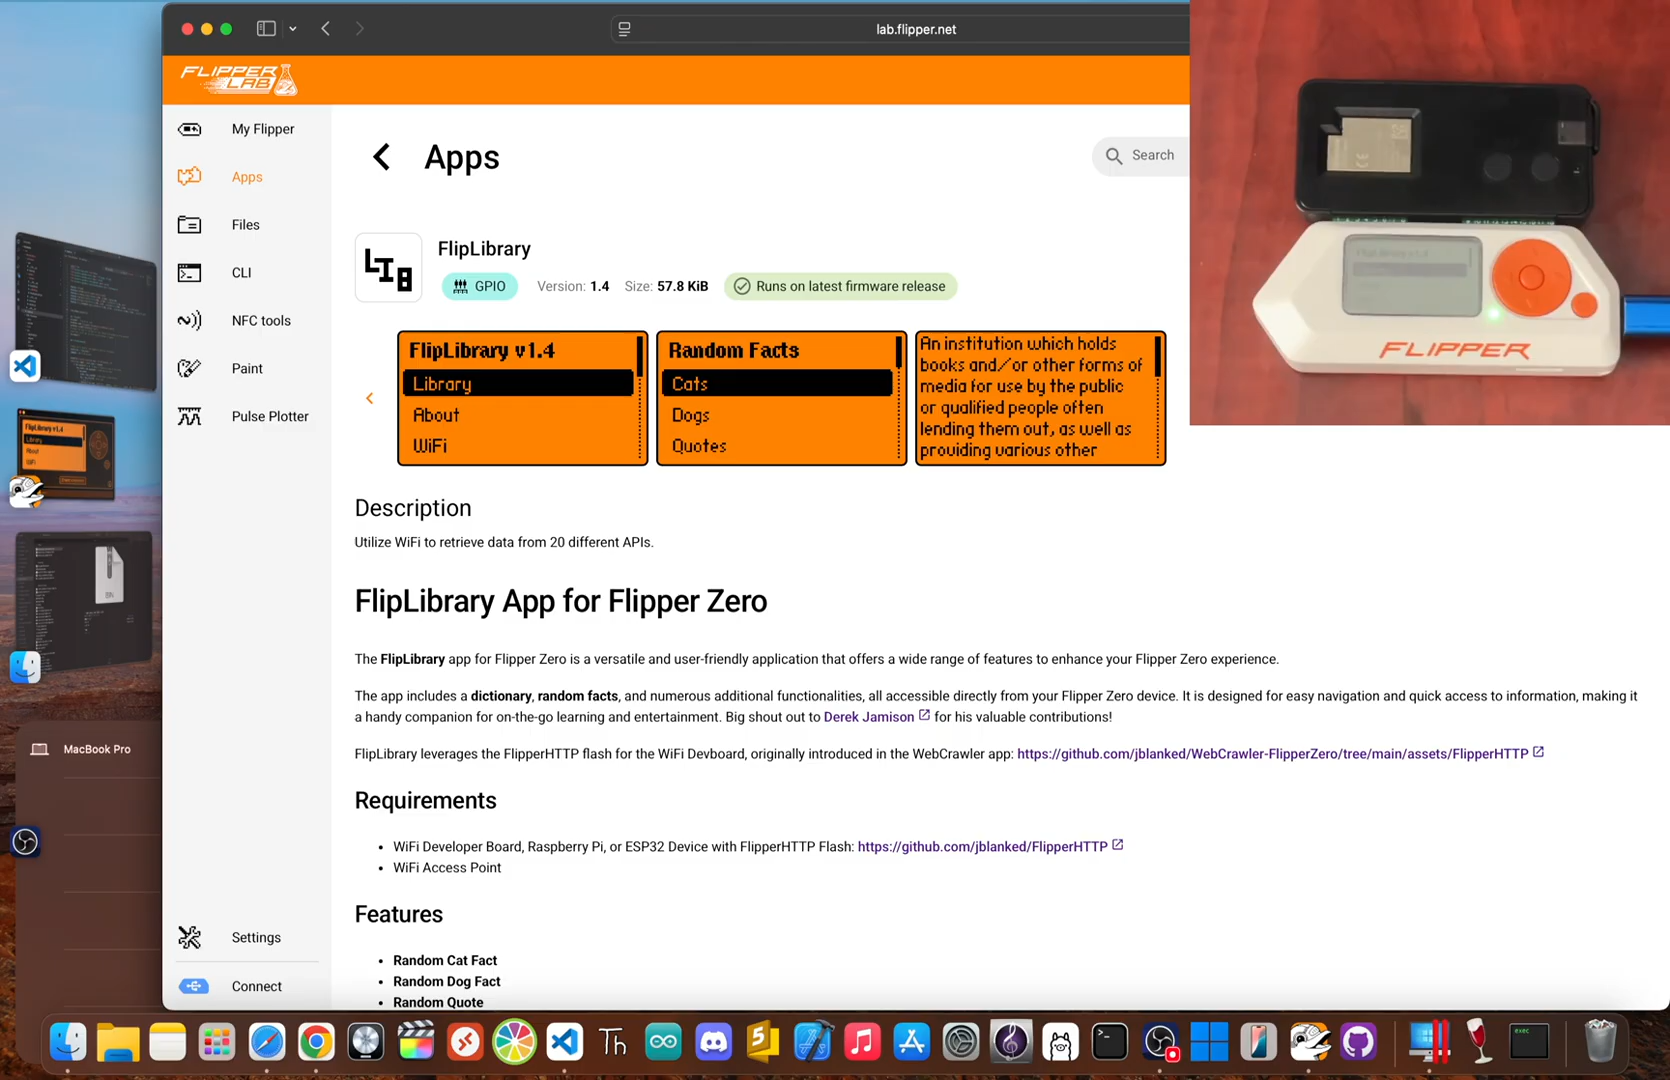 lab.flipper.net
FLIPPER
LAB
My Flipper
Apps
Files
CLI
NFC tools
Paint
Pulse Plotter
Settings
Connect
Apps
Search
LIB
FlipLibrary
GPIO
Version: 1.4
Size: 57.8 KiB
Runs on latest firmware release
FlipLibrary v1.4
Library
About
WiFi
Random Facts
Cats
Dogs
Quotes
An institution which holds
books and/or other forms of
media for use by the public
or qualified people often
lending them out, as well as
providing various other
Description
Utilize WiFi to retrieve data from 20 different APIs.
FlipLibrary App for Flipper Zero
The FlipLibrary app for Flipper Zero is a versatile and user-friendly application that offers a wide range of features to enhance your Flipper Zero experience.
The app includes a dictionary, random facts, and numerous additional functionalities, all accessible directly from your Flipper Zero device. It is designed for easy navigation and quick access to information, making it
a handy companion for on-the-go learning and entertainment. Big shout out to Derek Jamison for his valuable contributions!
FlipLibrary leverages the FlipperHTTP flash for the WiFi Devboard, originally introduced in the WebCrawler app: https://github.com/jblanked/WebCrawler-FlipperZero/tree/main/assets/FlipperHTTP
Requirements
• WiFi Developer Board, Raspberry Pi, or ESP32 Device with FlipperHTTP Flash: https://github.com/jblanked/FlipperHTTP
• WiFi Access Point
Features
• Random Cat Fact
• Random Dog Fact
• Random Quote
FLIPPER
FlipLibrary v1.4
Library
About
WiFi
BIN
MacBook Pro
Th
5
exec